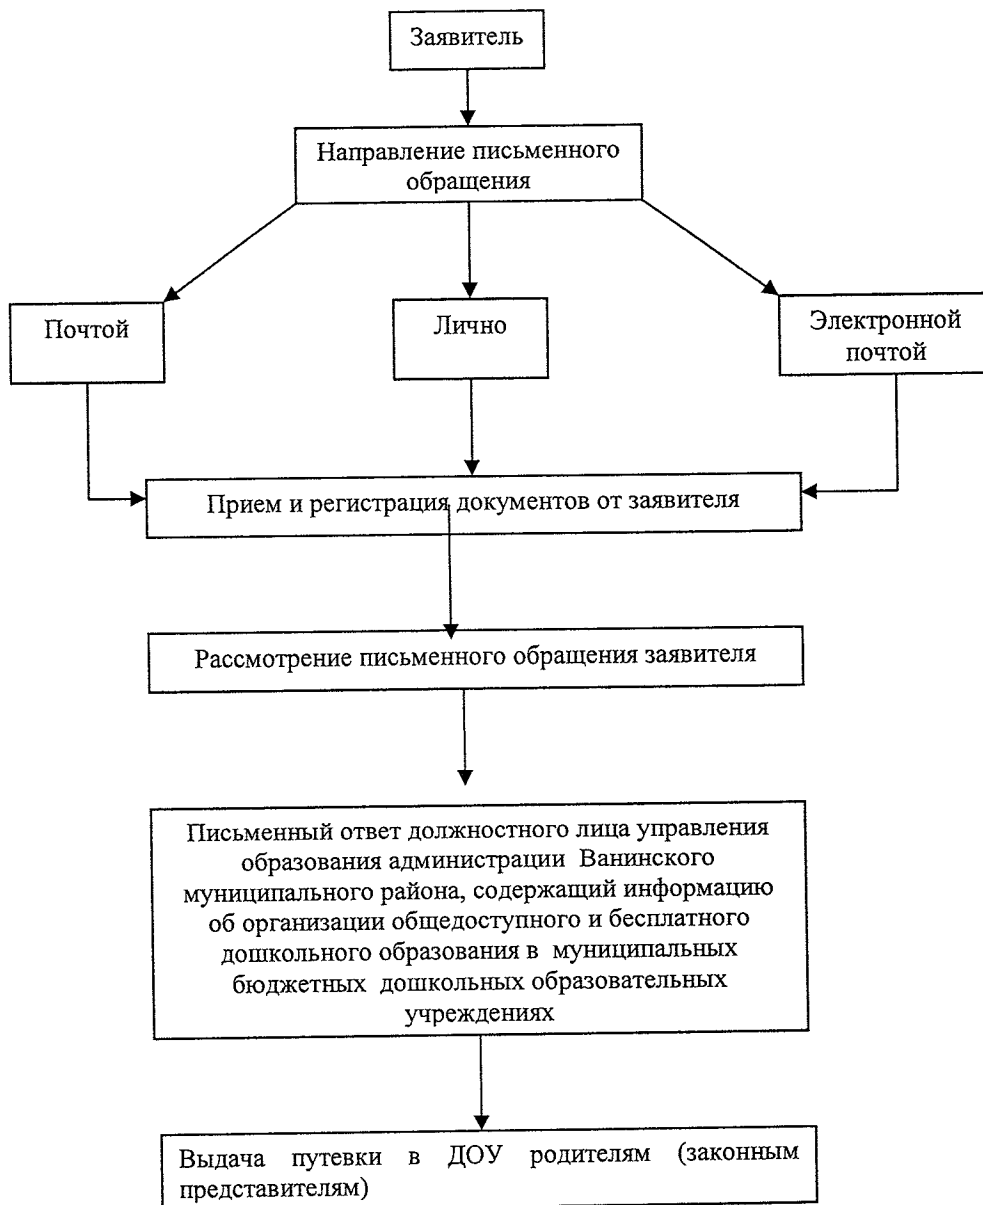 Заявитель
Направление письменного
обращения
Почтой
Лично
Электронной
почтой
Прием и регистрация документов от заявителя
Рассмотрение письменного обращения заявителя
Письменный ответ должностного лица управления
образования администрации Ванинского
муниципального района, содержащий информацию
об организации общедоступного и бесплатного
дошкольного образования в муниципальных
бюджетных дошкольных образовательных
учреждениях
Выдача путевки в ДОУ родителям (законным
представителям)